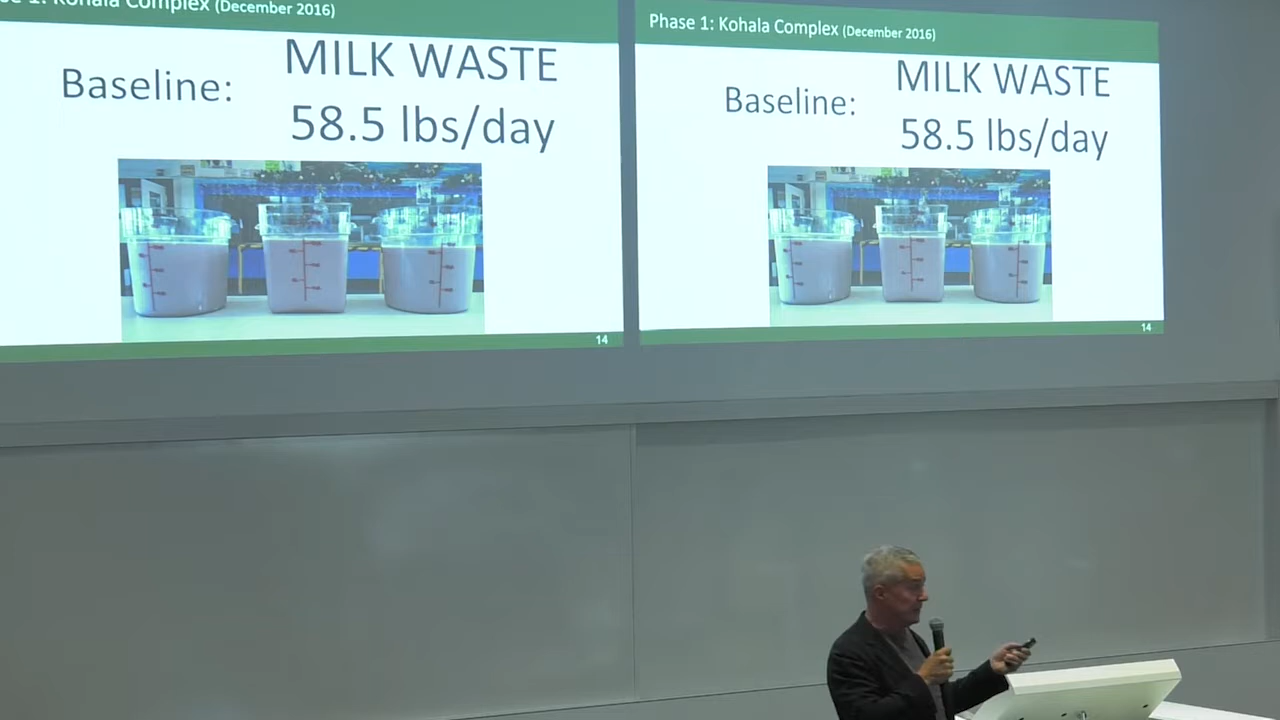 Kohala Complex (December 2016)
MILK WASTE
Baseline:
58.5 lbs/day
14
Phase 1: Kohala Complex (December 2016)
MILK WASTE
Baseline:
58.5 lbs/day
14